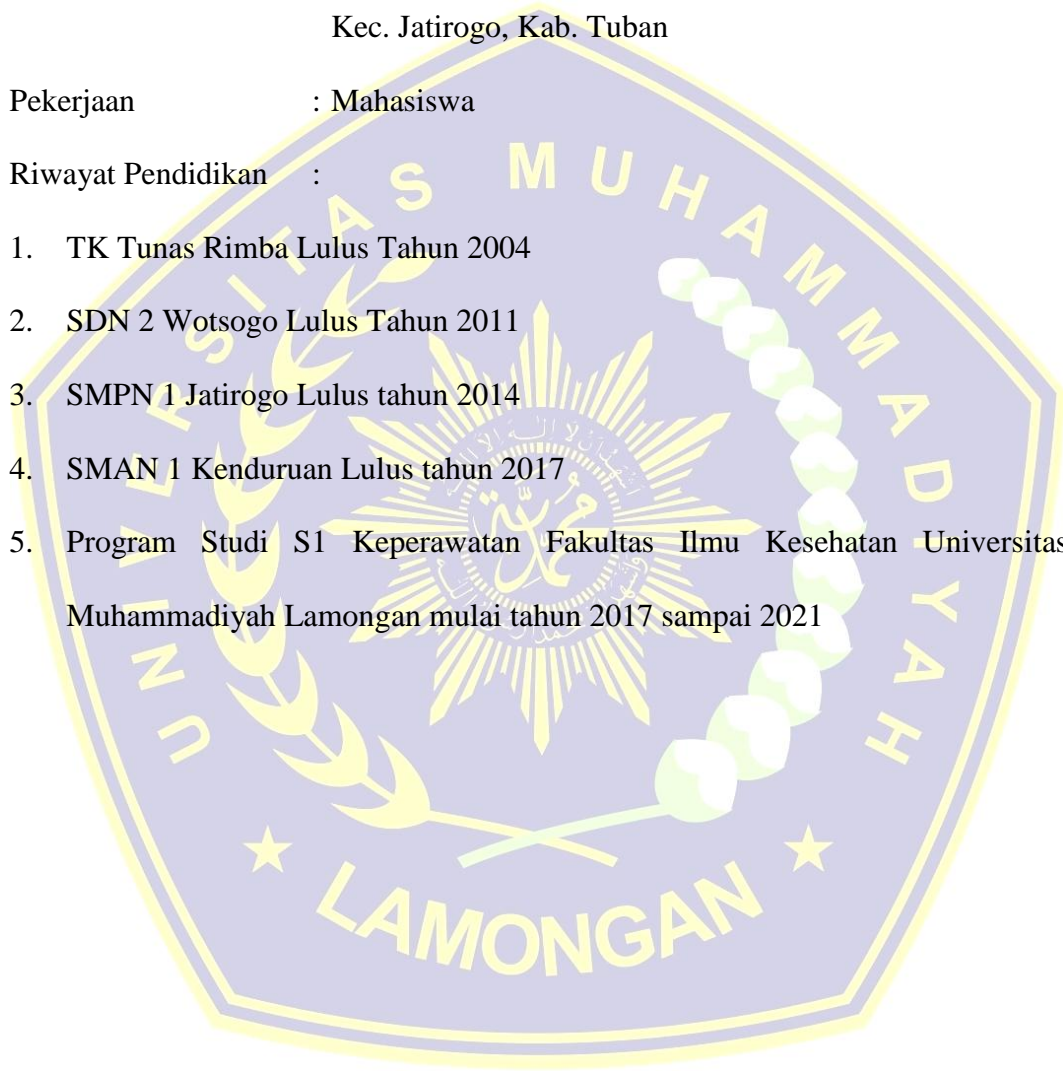 Kec. Jatirogo, Kab. Tuban
Pekerjaan : Mahasiswa
Riwayat Pendidikan :
1. TK Tunas Rimba Lulus Tahun 2004
2. SDN 2 Wotsogo Lulus Tahun 2011
3. SMPN 1 Jatirogo Lulus tahun 2014
4. SMAN 1 Kenduruan Lulus tahun 2017
5. Program Studi S1 Keperawatan Fakultas Ilmu Kesehatan Universitas
Muhammadiyah Lamongan mulai tahun 2017 sampai 2021
UNIVERSITAS MUHAMMADIYAH
LAMONGAN